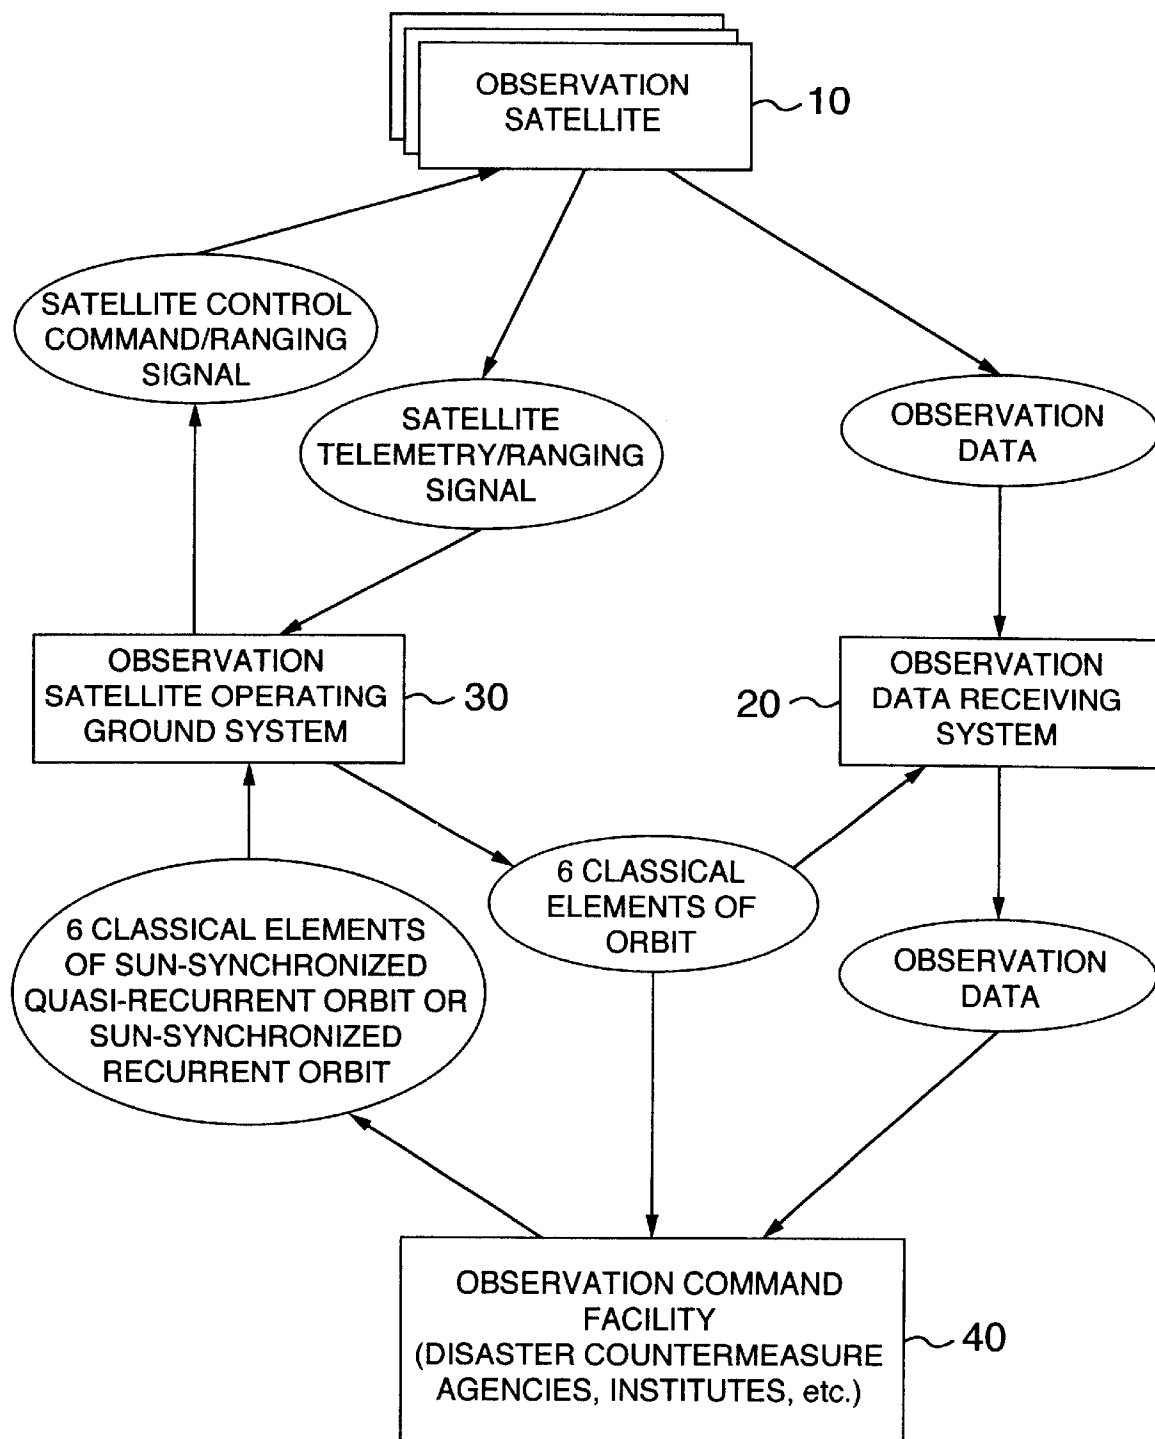 OBSERVATION
SATELLITE
10
SATELLITE CONTROL
COMMAND/RANGING
SIGNAL
SATELLITE
TELEMETRY/RANGING
SIGNAL
OBSERVATION
DATA
OBSERVATION
SATELLITE OPERATING
GROUND SYSTEM
30
20
OBSERVATION
DATA RECEIVING
SYSTEM
6 CLASSICAL ELEMENTS
OF SUN-SYNCHRONIZED
QUASI-RECURRENT ORBIT OR
SUN-SYNCHRONIZED
RECURRENT ORBIT
6 CLASSICAL
ELEMENTS OF
ORBIT
OBSERVATION
DATA
OBSERVATION COMMAND
FACILITY
(DISASTER COUNTERMEASURE
AGENCIES, INSTITUTES, etc.)
40